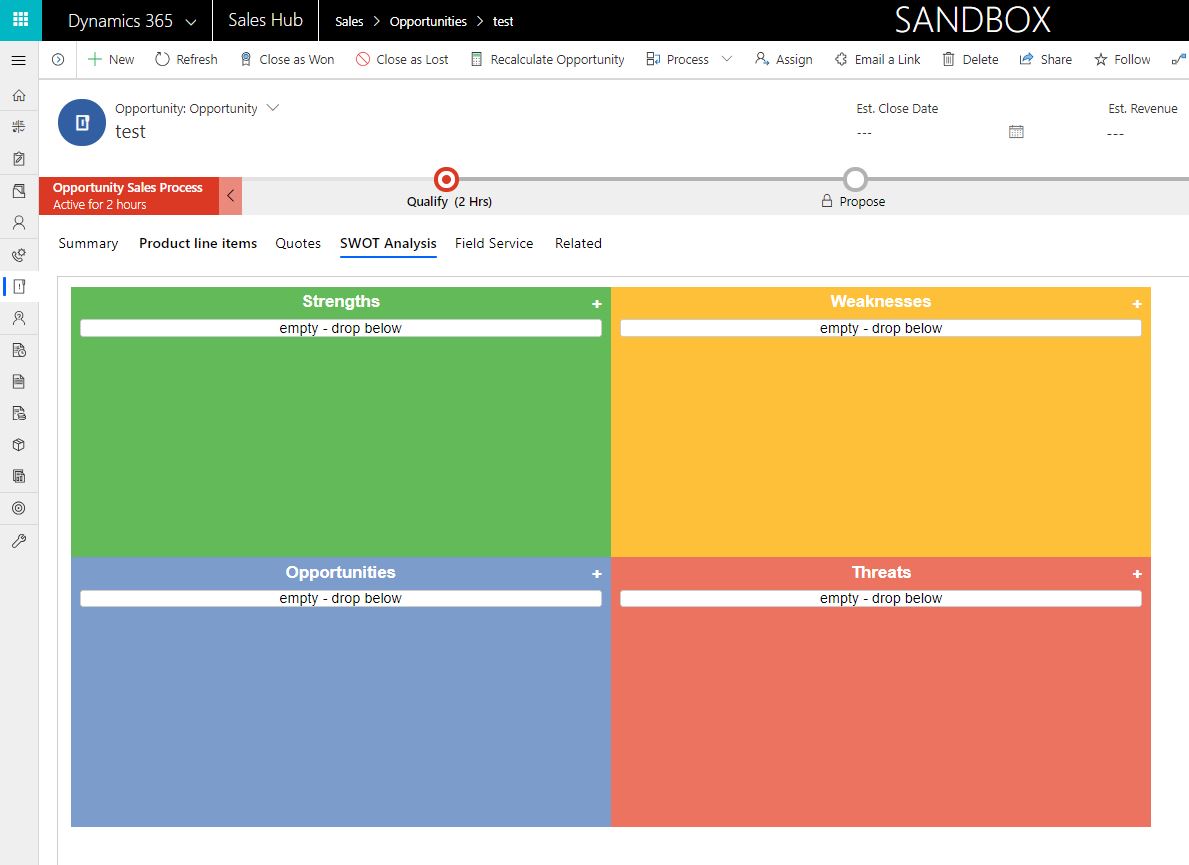 Dynamics 365 Sales Hub Sales > Opportunities > test SANDBOX
New Refresh Close as Won Close as Lost Recalculate Opportunity Process Assign Email a Link Delete Share Follow
Opportunity: Opportunity
test
Est. Close Date
---
Est. Revenue
---
Opportunity Sales Process
Active for 2 hours
Qualify (2 Hrs)
Propose
Summary Product line items Quotes SWOT Analysis Field Service Related
Strengths +
empty - drop below
Weaknesses +
empty - drop below
Opportunities +
empty - drop below
Threats +
empty - drop below